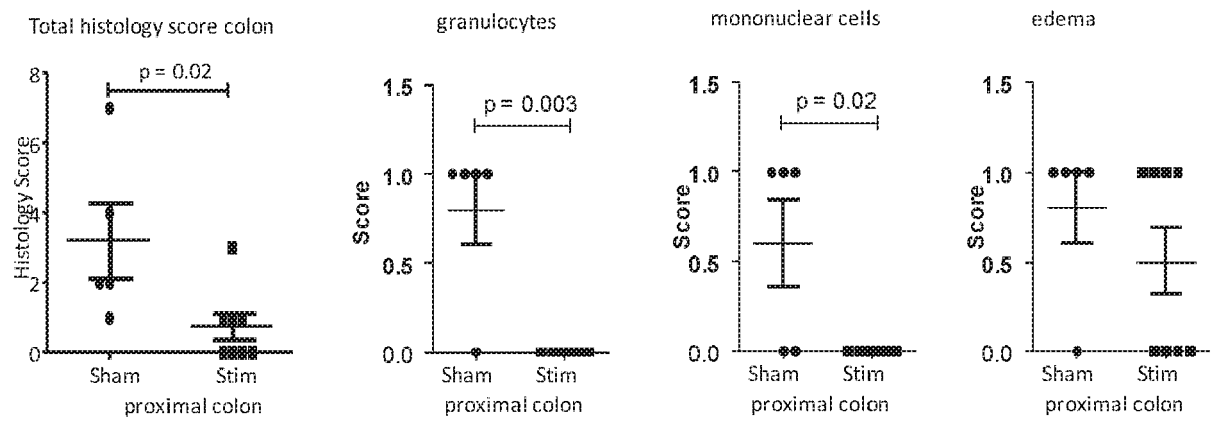 Total histology score colon
p = 0.02
Histology Score
8
6
4
2
0
Sham Stim
proximal colon
granulocytes
p = 0.003
Score
1.5
1.0
0.5
0.0
Sham Stim
proximal colon
mononuclear cells
p = 0.02
Score
1.5
1.0
0.5
0.0
Sham Stim
proximal colon
edema
Score
1.5
1.0
0.5
0.0
Sham Stim
proximal colon